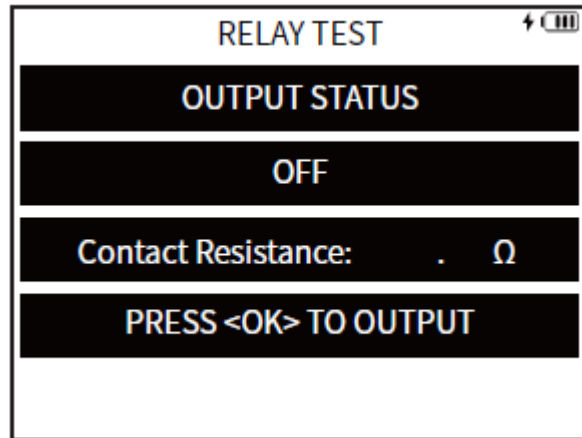 RELAY TEST
OUTPUT STATUS
OFF
Contact Resistance: . Ω
PRESS <OK> TO OUTPUT